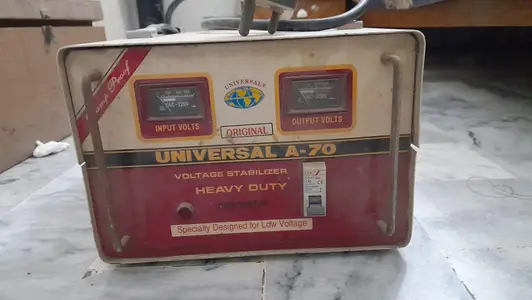 Proof
UNIVERSAL'S
INPUT VOLTS
OUTPUT VOLTS
ORIGINAL
UNIVERSAL A-70
VOLTAGE STABILIZER
HEAVY DUTY
Specially Designed for Low Voltage